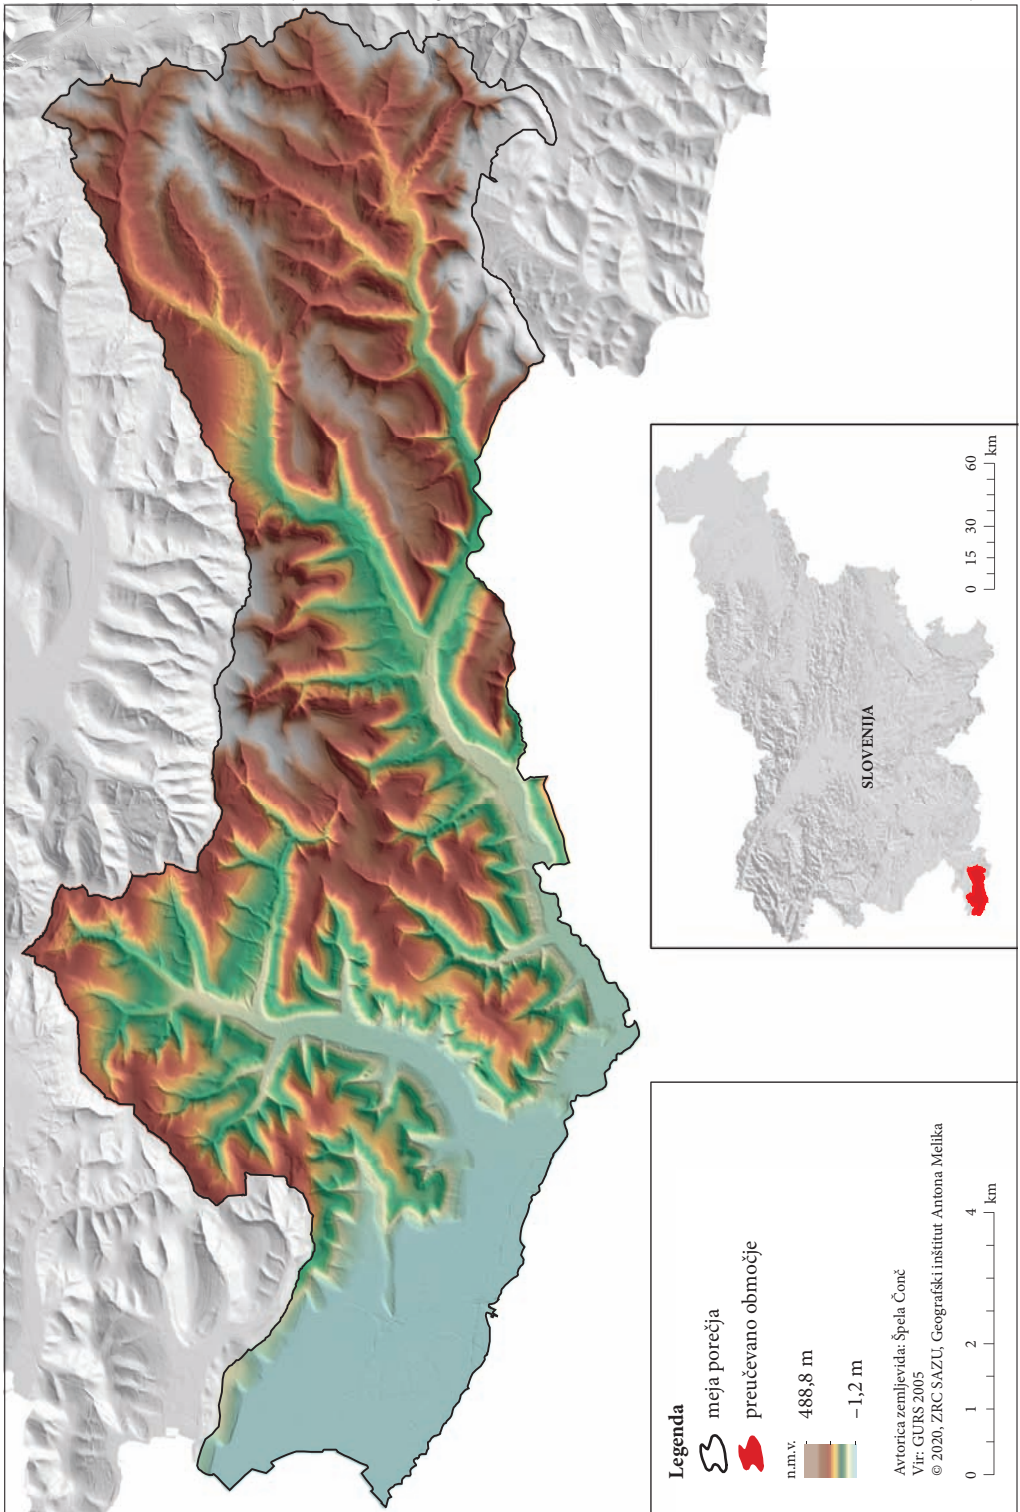 Legenda
meja porečja
preučevano območje
n.m.v.
488,8 m
−1,2 m
Avtorica zemljevida: Špela Čonč
Vir: GURS 2005
© 2020, ZRC SAZU, Geografski inštitut Antona Melika
0 1 2 4
km
SLOVENIJA
0 15 30 60
km